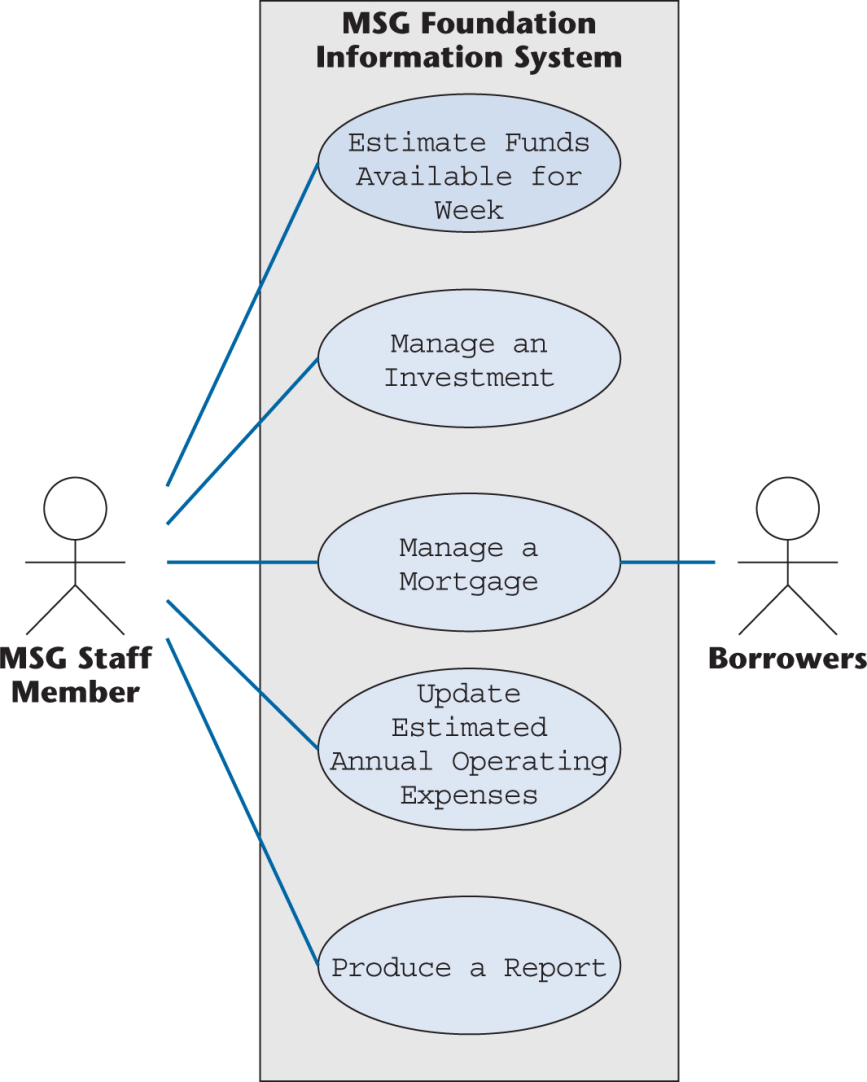 MSG Foundation
Information System
Estimate Funds
Available for
Week
Manage an
Investment
Manage a
Mortgage
MSG Staff
Member
Borrowers
Update
Estimated
Annual Operating
Expenses
Produce a Report